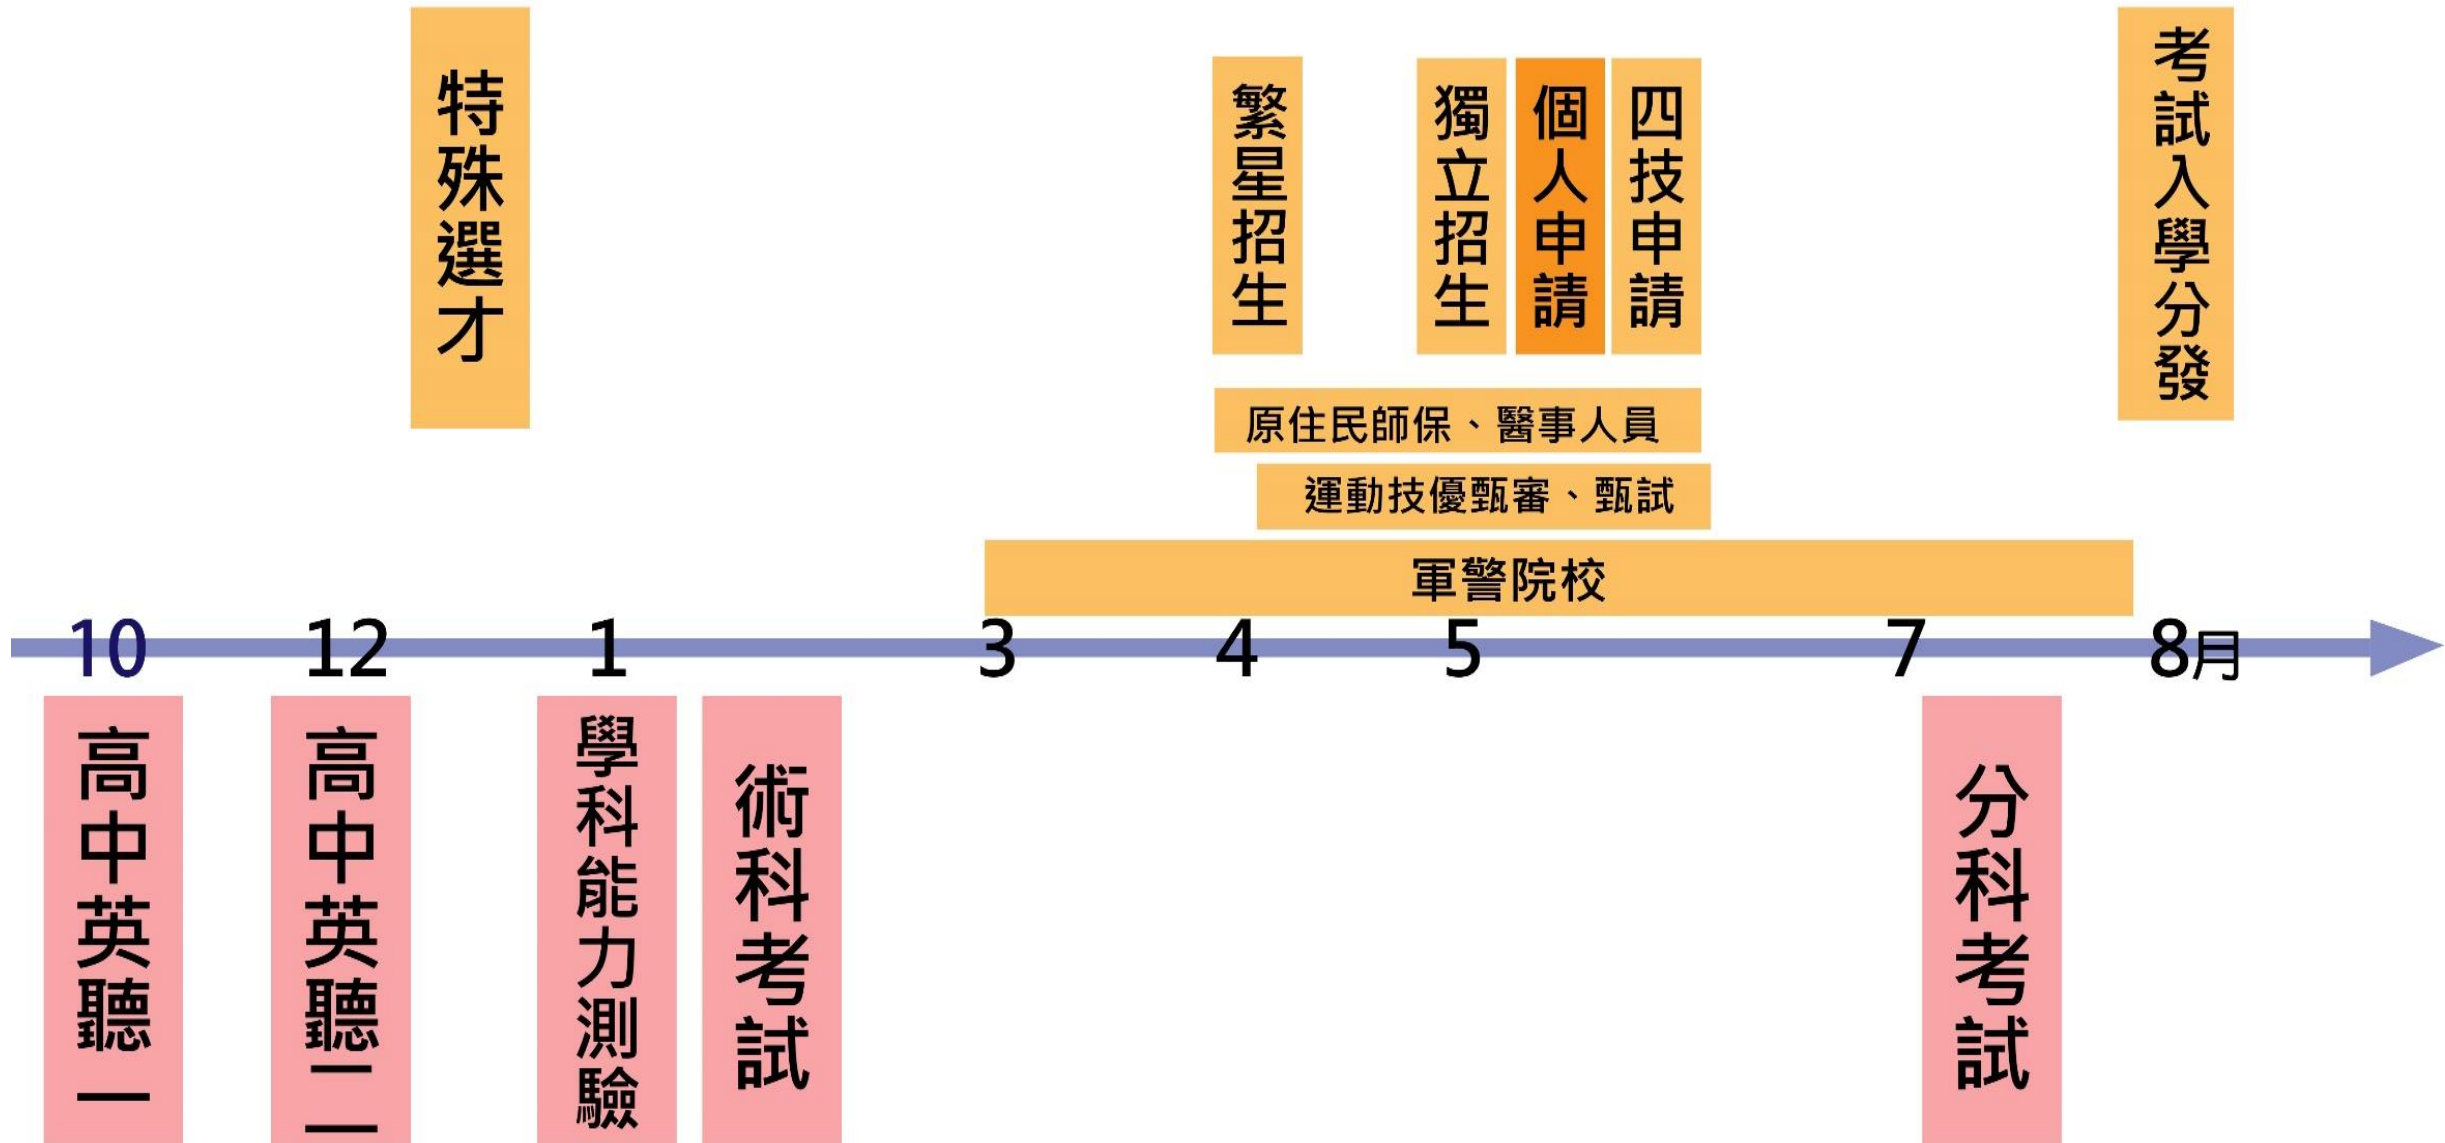 特殊選才
繁星招生
獨立招生
個人申請
四技申請
考試入學分發
原住民師保、醫事人員
運動技優甄審、甄試
軍警院校
10
12
1
3
4
5
7
8月
高中英聽一
高中英聽二
學科能力測驗
術科考試
分科考試